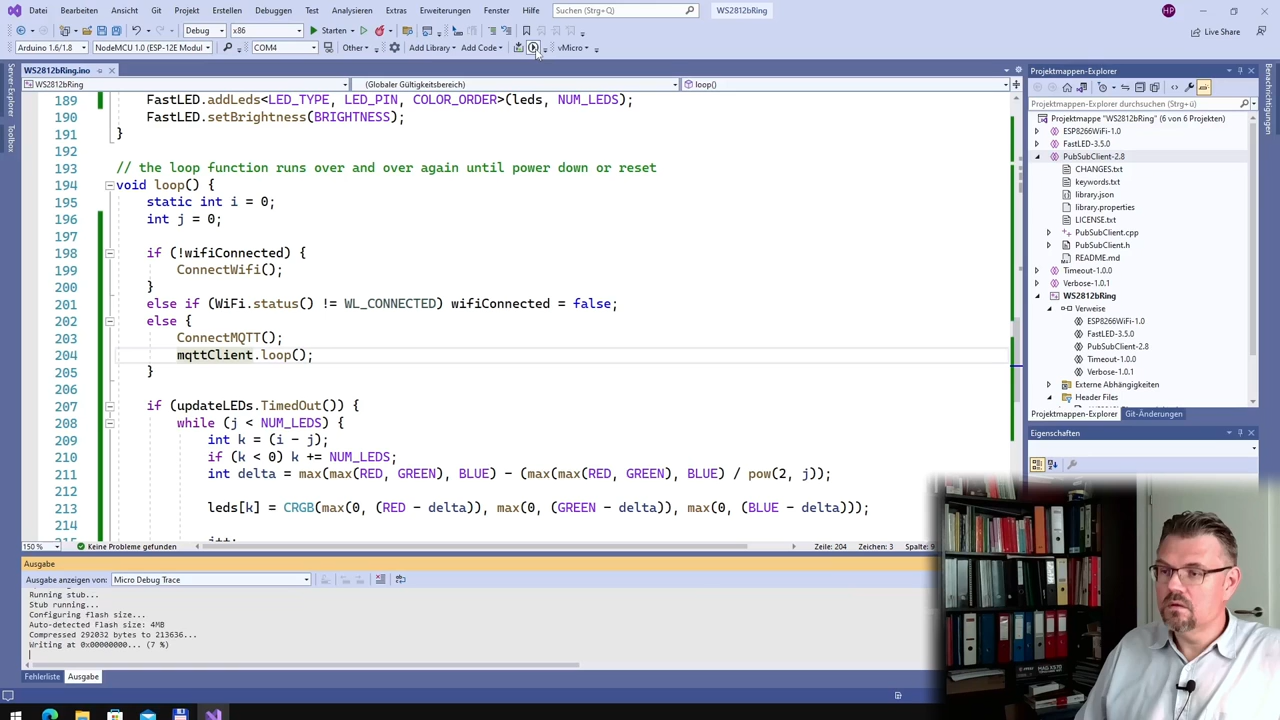 Datei Bearbeiten Ansicht Git Projekt Erstellen Debuggen Test Analysieren Extras Erweiterungen Fenster Hilfe Suchen (Strg+Q) WS2812bRing HP
Debug x86 Starten Live Share
Arduino 1.6/1.8 NodeMCU 1.0 (ESP-12E Modul COM4 Other Add Library Add Code vMicro
Server-Explorer
Toolbox
WS2812bRing.ino
WS2812bRing (Globaler Gültigkeitsbereich) loop()
189 FastLED.addLeds<LED_TYPE, LED_PIN, COLOR_ORDER>(leds, NUM_LEDS);
190 FastLED.setBrightness(BRIGHTNESS);
191 }
192
193 // the loop function runs over and over again until power down or reset
194 void loop() {
195 static int i = 0;
196 int j = 0;
197
198 if (!wifiConnected) {
199 ConnectWifi();
200 }
201 else if (WiFi.status() != WL_CONNECTED) wifiConnected = false;
202 else {
203 ConnectMQTT();
204 mqttClient.loop();
205 }
206
207 if (updateLEDs.TimedOut()) {
208 while (j < NUM_LEDS) {
209 int k = (i - j);
210 if (k < 0) k += NUM_LEDS;
211 int delta = max(max(RED, GREEN), BLUE) - (max(max(RED, GREEN), BLUE) / pow(2, j));
212
213 leds[k] = CRGB(max(0, (RED - delta)), max(0, (GREEN - delta)), max(0, (BLUE - delta)));
214
150 % Keine Probleme gefunden Zeile: 204 Zeichen: 3 Spalte: 9
Ausgabe
Ausgabe anzeigen von: Micro Debug Trace
Running stub...
Stub running...
Configuring flash size...
Auto-detected Flash size: 4MB
Compressed 292032 bytes to 213636...
Writing at 0x00000000... (7 %)
Fehlerliste Ausgabe
Projektmappen-Explorer
Projektmappen-Explorer durchsuchen (Strg+ü)
Projektmappe "WS2812bRing" (6 von 6 Projekten)
ESP8266WiFi-1.0
FastLED-3.5.0
PubSubClient-2.8
CHANGES.txt
keywords.txt
library.json
library.properties
LICENSE.txt
PubSubClient.cpp
PubSubClient.h
README.md
Timeout-1.0.0
Verbose-1.0.1
WS2812bRing
Verweise
ESP8266WiFi-1.0
FastLED-3.5.0
PubSubClient-2.8
Timeout-1.0.0
Verbose-1.0.1
Externe Abhängigkeiten
Header Files
Projektmappen-Explorer Git-Änderungen
Eigenschaften
Benachrichtigungen